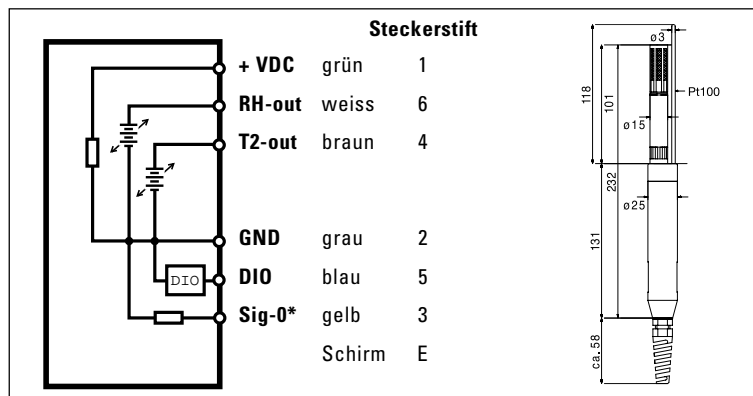 Steckerstift
+ VDC grün 1
RH-out weiss 6
T2-out braun 4
GND grau 2
DIO DIO blau 5
Sig-0* gelb 3
Schirm E
ø3
118
101
Pt100
ø15
232
ø25
131
ca. 58